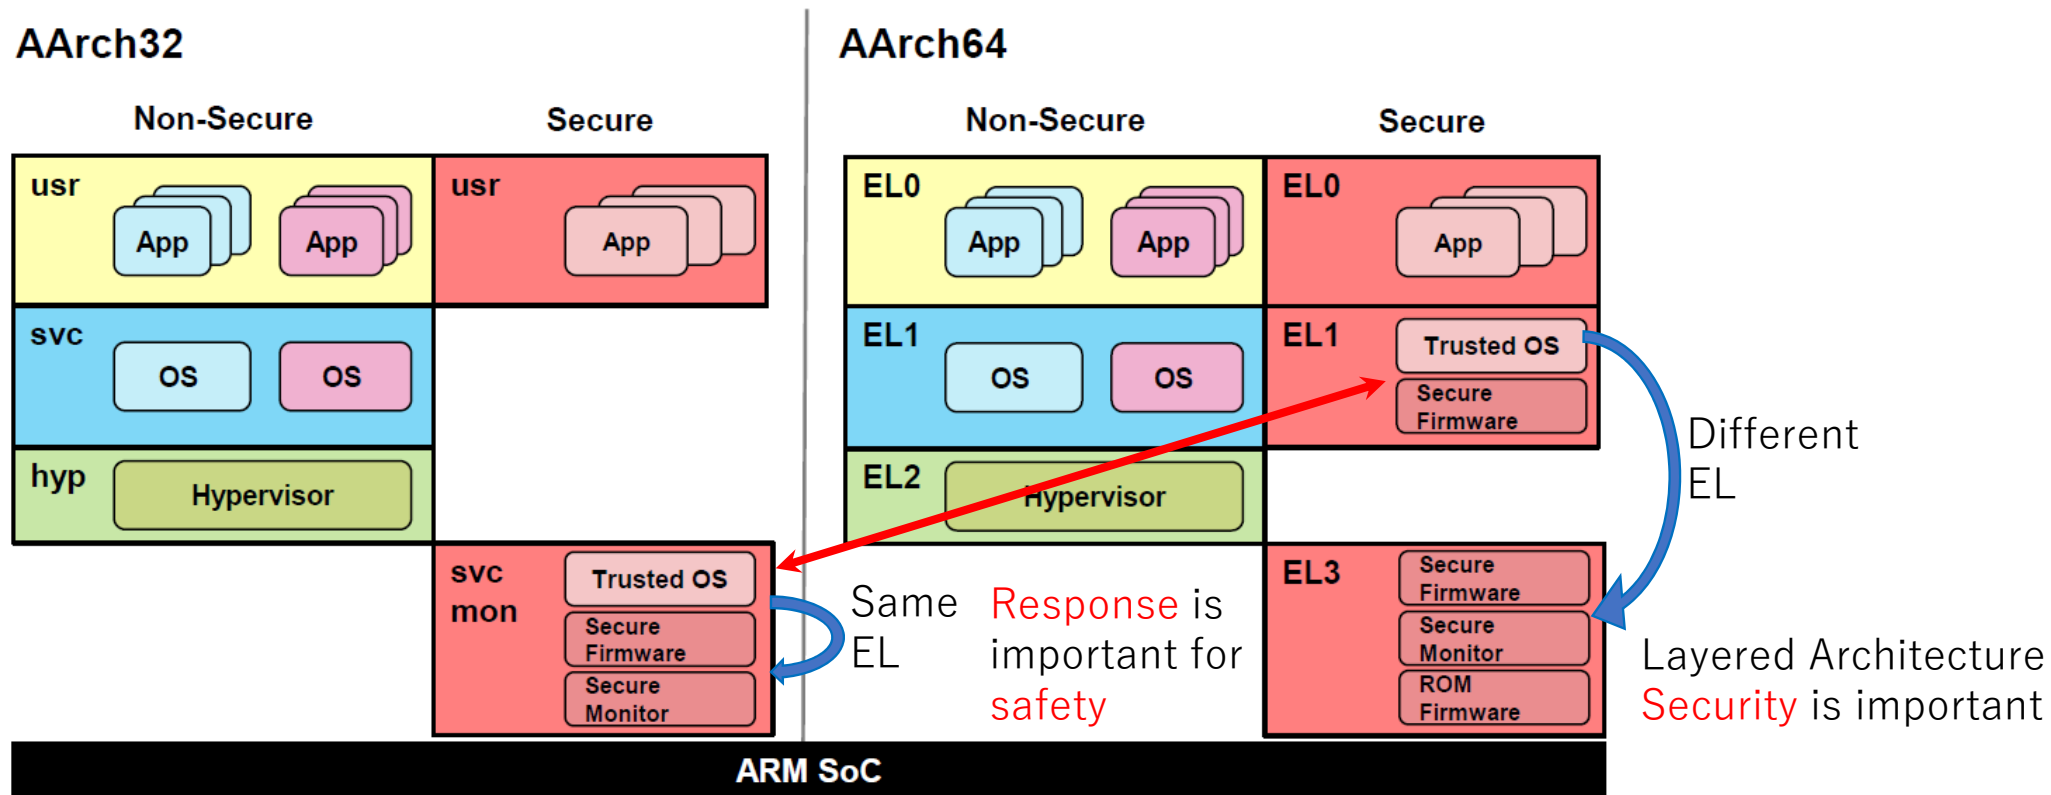 AArch32
Non-Secure
Secure
usr
App
App
usr
App
svc
OS
OS
hyp
Hypervisor
svc
mon
Trusted OS
Secure
Firmware
Secure
Monitor
Same
EL
Response is
important for
safety
AArch64
Non-Secure
Secure
EL0
App
App
EL0
App
EL1
OS
OS
EL1
Trusted OS
Secure
Firmware
EL2
Hypervisor
Different
EL
EL3
Secure
Firmware
Secure
Monitor
ROM
Firmware
Layered Architecture
Security is important
ARM SoC